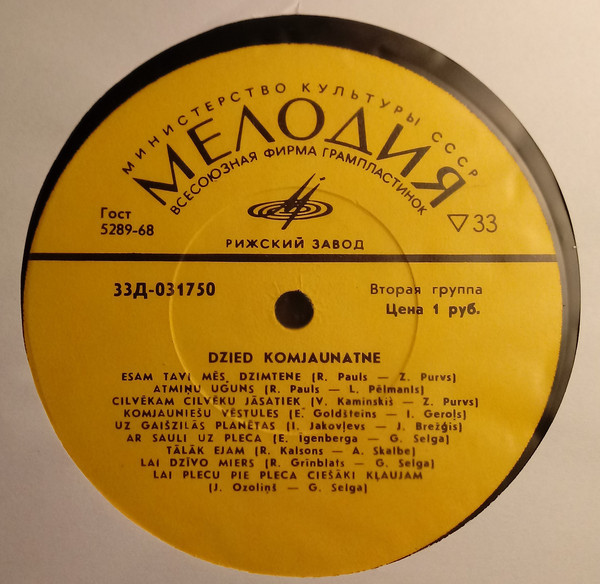 МИНИСТЕРСТВО КУЛЬТУРЫ СССР
МЕЛОДИЯ
ВСЕСОЮЗНАЯ ФИРМА ГРАМПЛАСТИНОК
Гост
5289-68
▽33
РИЖСКИЙ ЗАВОД
33Д-031750
Вторая группа
Цена 1 руб.
DZIED KOMJAUNATNE
ESAM TAVI MĒS, DZIMTENE (R. Pauls — Z. Purvs)
ATMIŅU UGUNS (R. Pauls — L. Pēlmanis)
CILVĒKAM CILVĒKU JĀSATIEK (V. Kaminskis — Z. Purvs)
KOMJAUNIEŠU VĒSTULES (E. Goldšteins — I. Geroļs)
UZ GAIŠZILĀS PLANĒTAS (I. Jakovļevs — J. Brežģis)
AR SAULI UZ PLECA (E. Igenberga — G. Selga)
TĀLĀK EJAM (R. Kalsons — A. Skalbe)
LAI DZĪVO MIERS (R. Grīnblats — G. Selga)
LAI PLECU PIE PLECA CIEŠĀKI KĻAUJAM
(J. Ozoliņš — G. Selga)